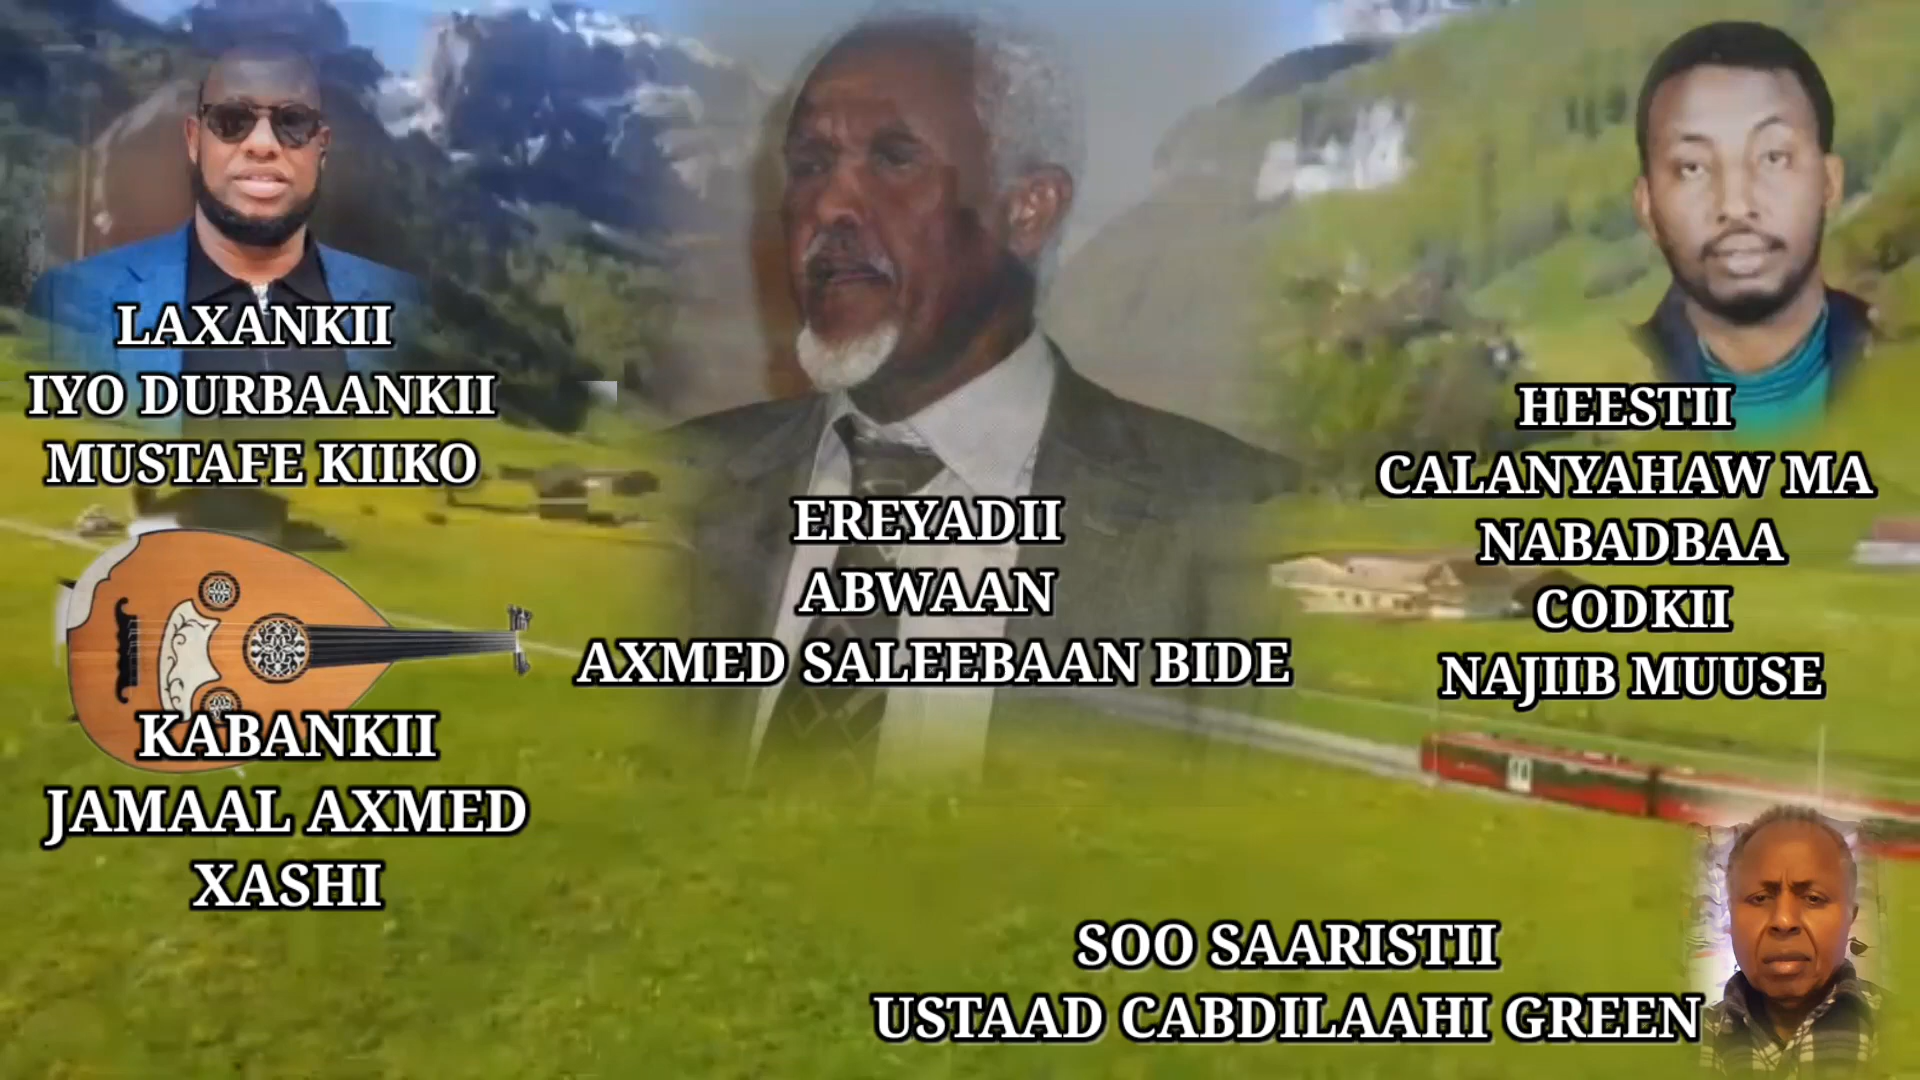 LAXANKII
IYO DURBAANKII
MUSTAFE KIIKO
KABANKII
JAMAAL AXMED
XASHI
EREYADII
ABWAAN
AXMED SALEEBAAN BIDE
HEESTII
CALANYAHAW MA
NABADBAA
CODKII
NAJIIB MUUSE
SOO SAARISTII
USTAAD CABDILAAHI GREEN